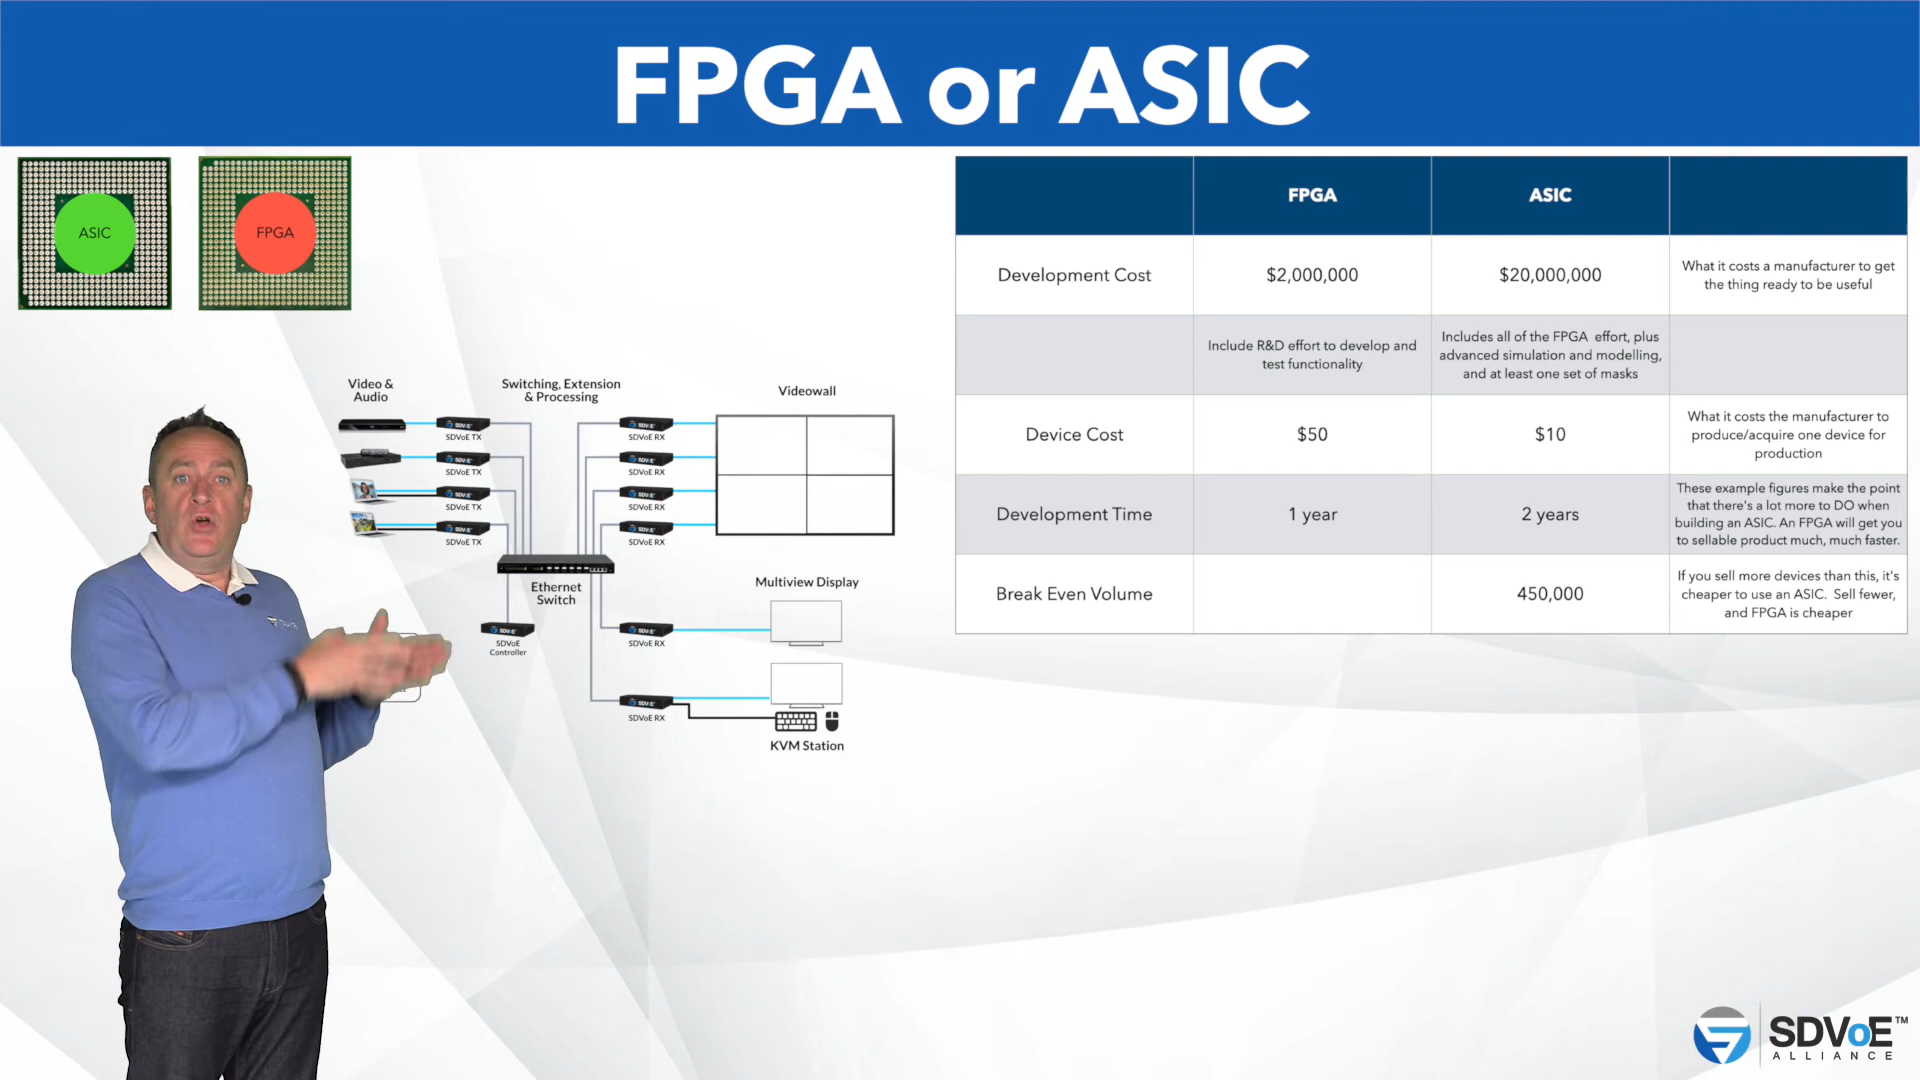 FPGA or ASIC
ASIC
FPGA
FPGA
ASIC
Development Cost
$2,000,000
$20,000,000
What it costs a manufacturer to get
the thing ready to be useful
Include R&D effort to develop and
test functionality
Includes all of the FPGA effort, plus
advanced simulation and modelling,
and at least one set of masks
Device Cost
$50
$10
What it costs the manufacturer to
produce/acquire one device for
production
Development Time
1 year
2 years
These example figures make the point
that there's a lot more to DO when
building an ASIC. An FPGA will get you
to sellable product much, much faster.
Break Even Volume
450,000
If you sell more devices than this, it's
cheaper to use an ASIC. Sell fewer,
and FPGA is cheaper
Video &
Audio
Switching, Extension
& Processing
Videowall
SDVoE TX
SDVoE TX
SDVoE TX
SDVoE TX
SDVoE RX
SDVoE RX
SDVoE RX
SDVoE RX
Ethernet
Switch
SDVoE
Controller
Multiview Display
SDVoE RX
SDVoE RX
KVM Station
SDVoE™
ALLIANCE